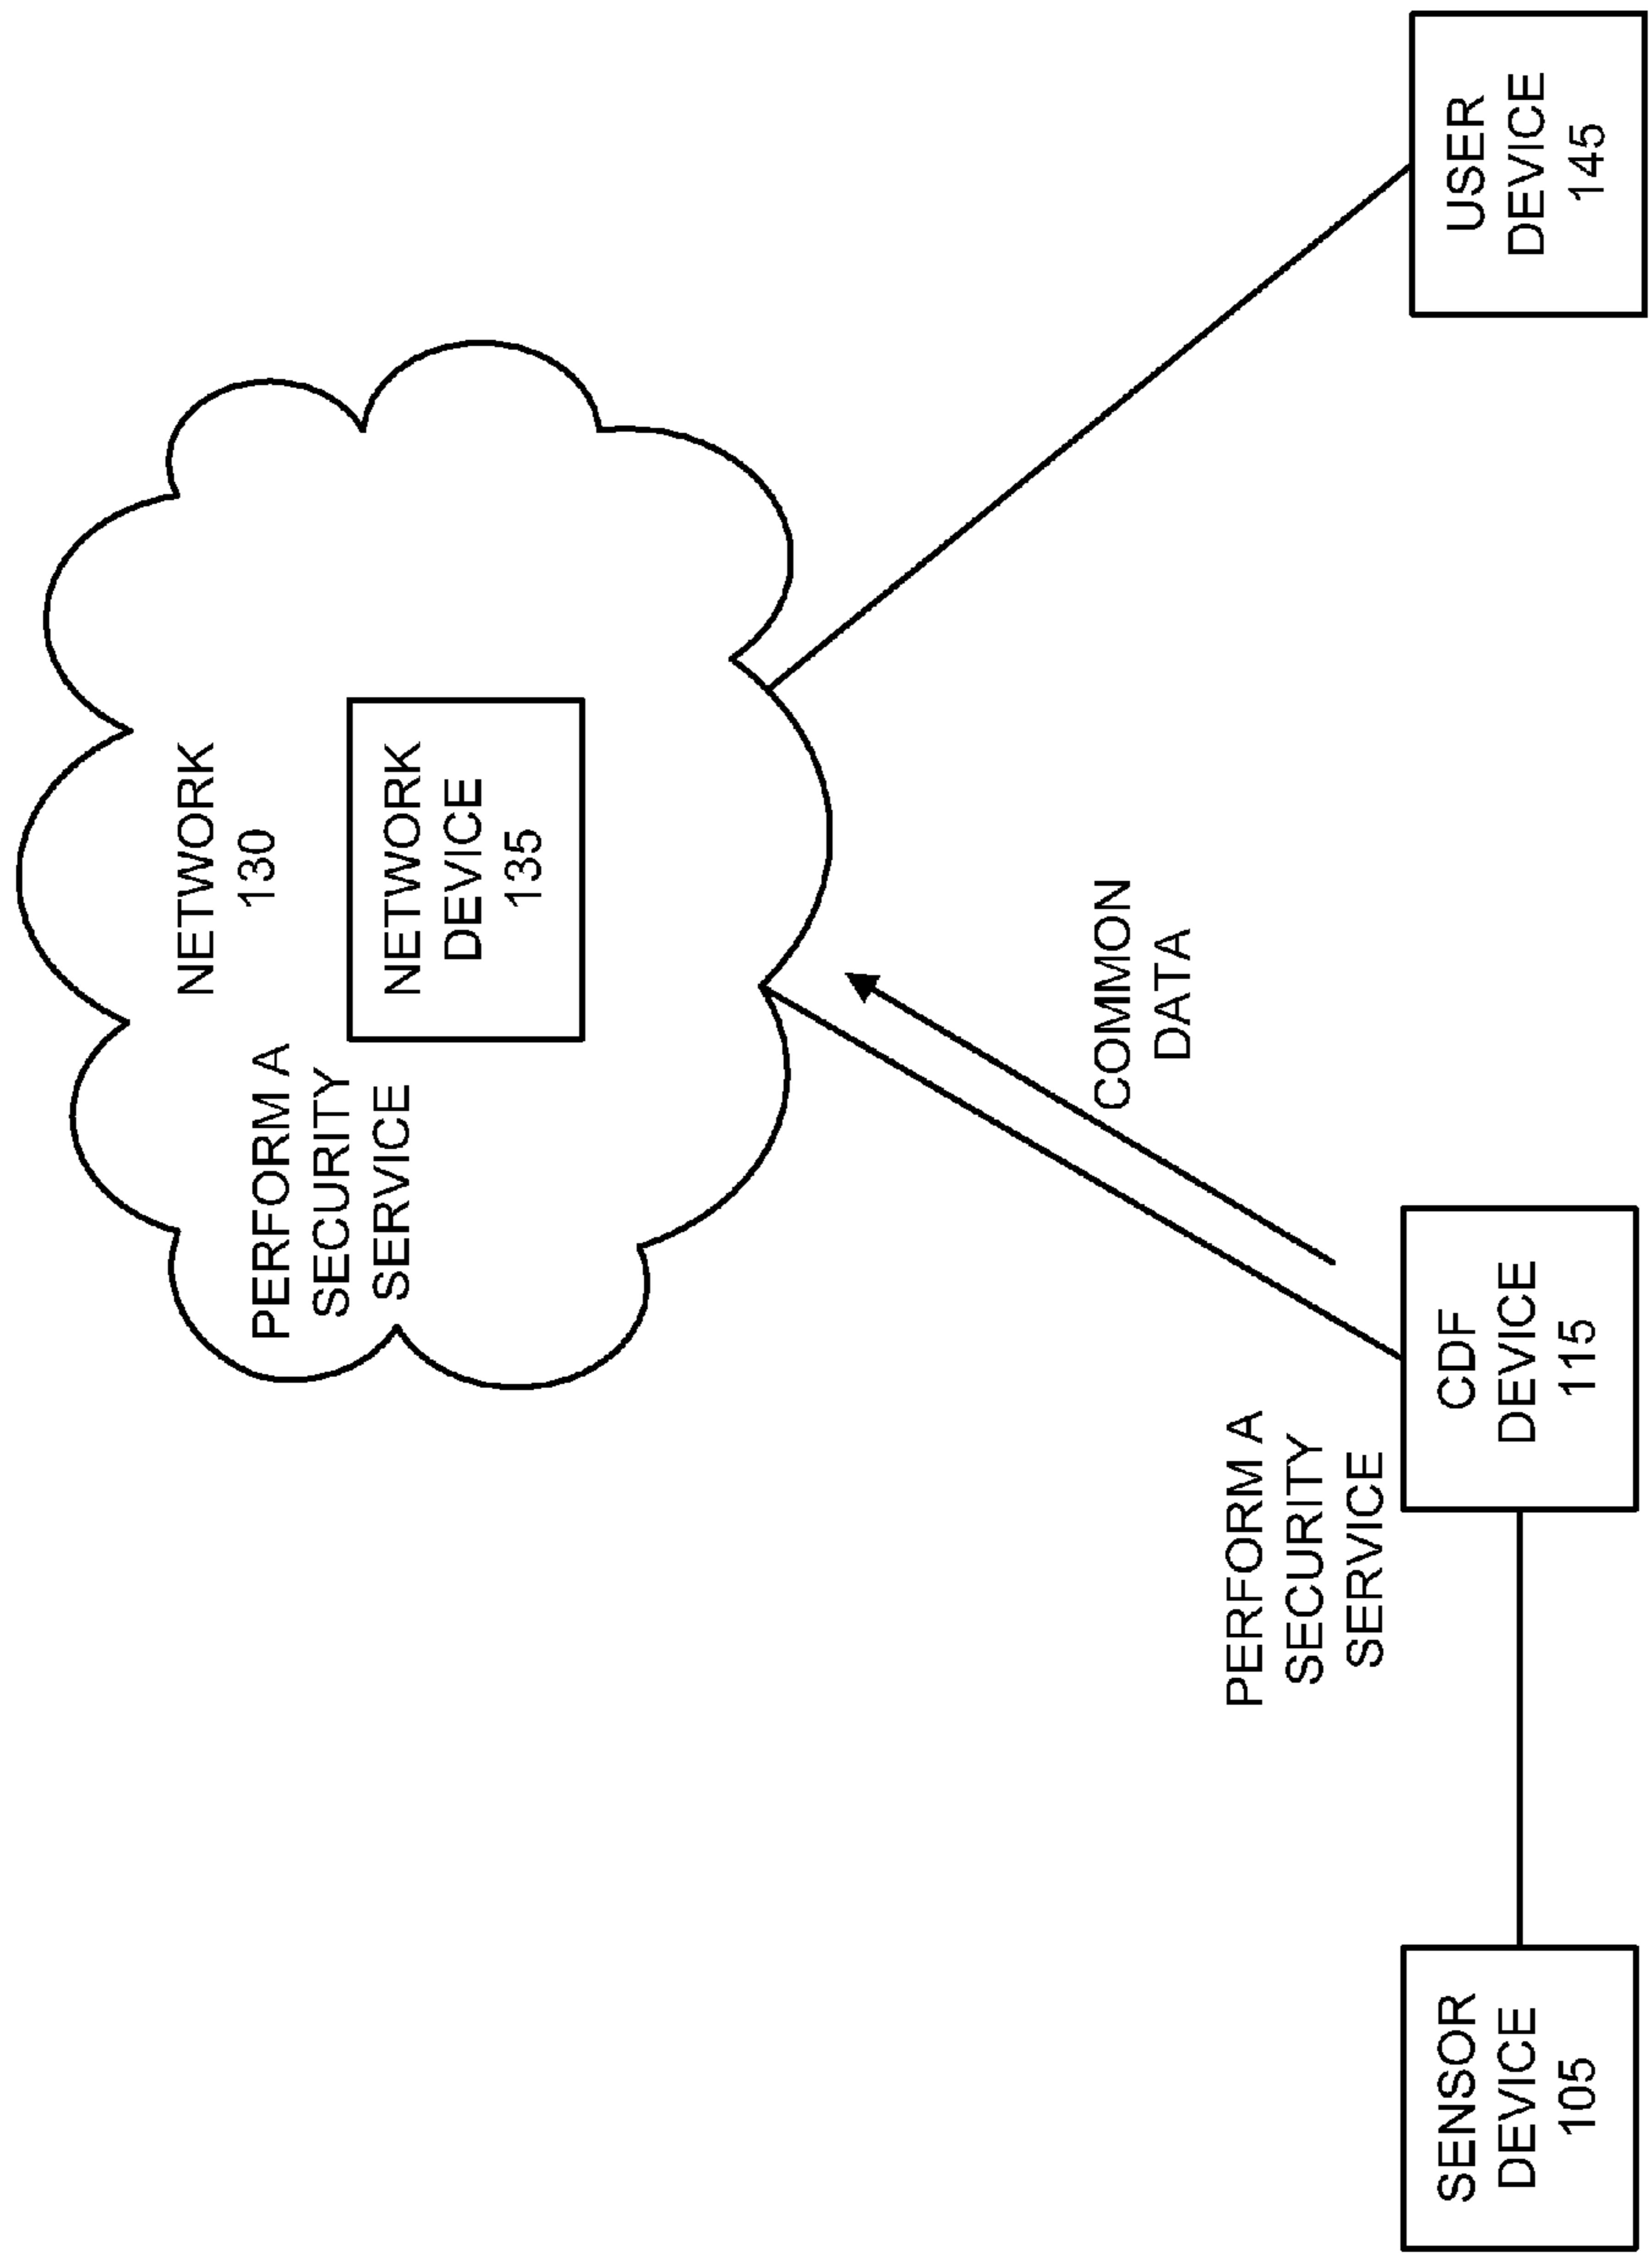 NETWORK
130
PERFORM A
SECURITY
SERVICE
NETWORK
DEVICE
135
COMMON
DATA
PERFORM A
SECURITY
SERVICE
SENSOR
DEVICE
105
CDF
DEVICE
115
USER
DEVICE
145